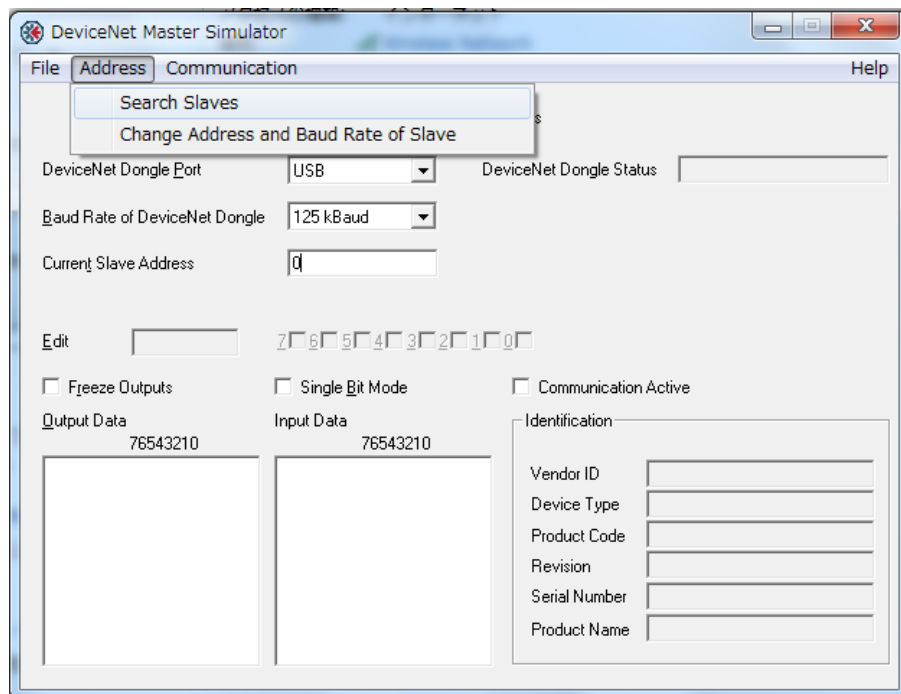 DeviceNet Master Simulator
File Address Communication Help
Search Slaves
Change Address and Baud Rate of Slave
DeviceNet Dongle Port USB DeviceNet Dongle Status
Baud Rate of DeviceNet Dongle 125 kBaud
Current Slave Address 0
Edit 7 6 5 4 3 2 1 0
Freeze Outputs Single Bit Mode Communication Active
Output Data Input Data Identification
76543210 76543210
Vendor ID
Device Type
Product Code
Revision
Serial Number
Product Name